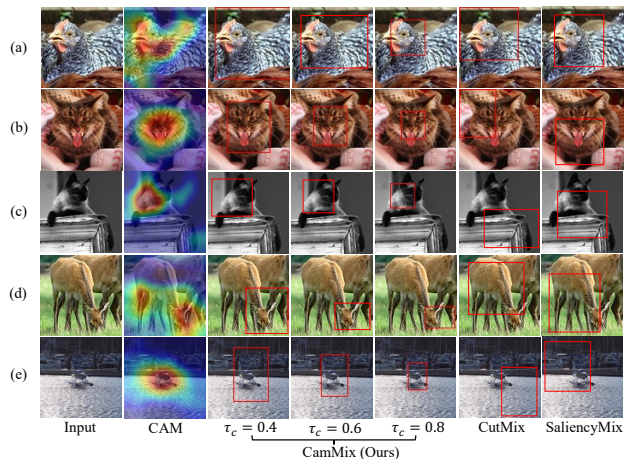 (a)
(b)
(c)
(d)
(e)
Input CAM τc = 0.4 τc = 0.6 τc = 0.8 CutMix SaliencyMix
CamMix (Ours)